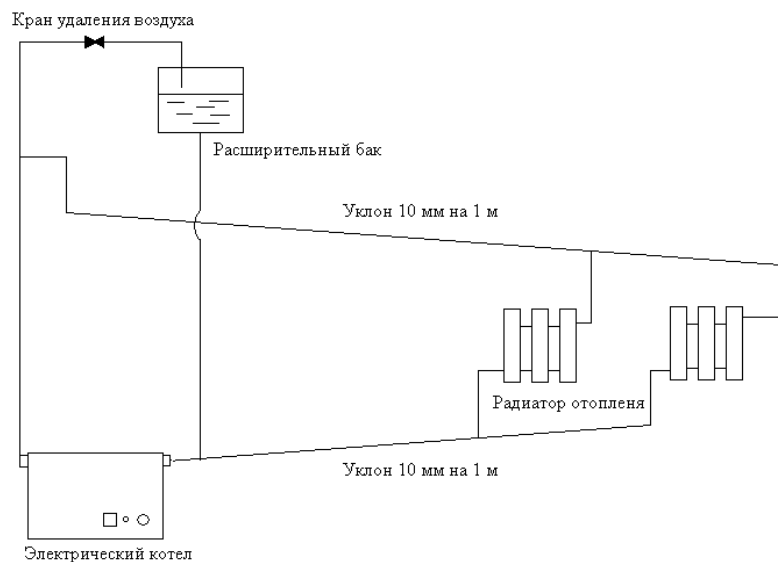 Кран удаления воздуха
Расширительный бак
Уклон 10 мм на 1 м
Радиатор отопленя
Уклон 10 мм на 1 м
Электрический котел